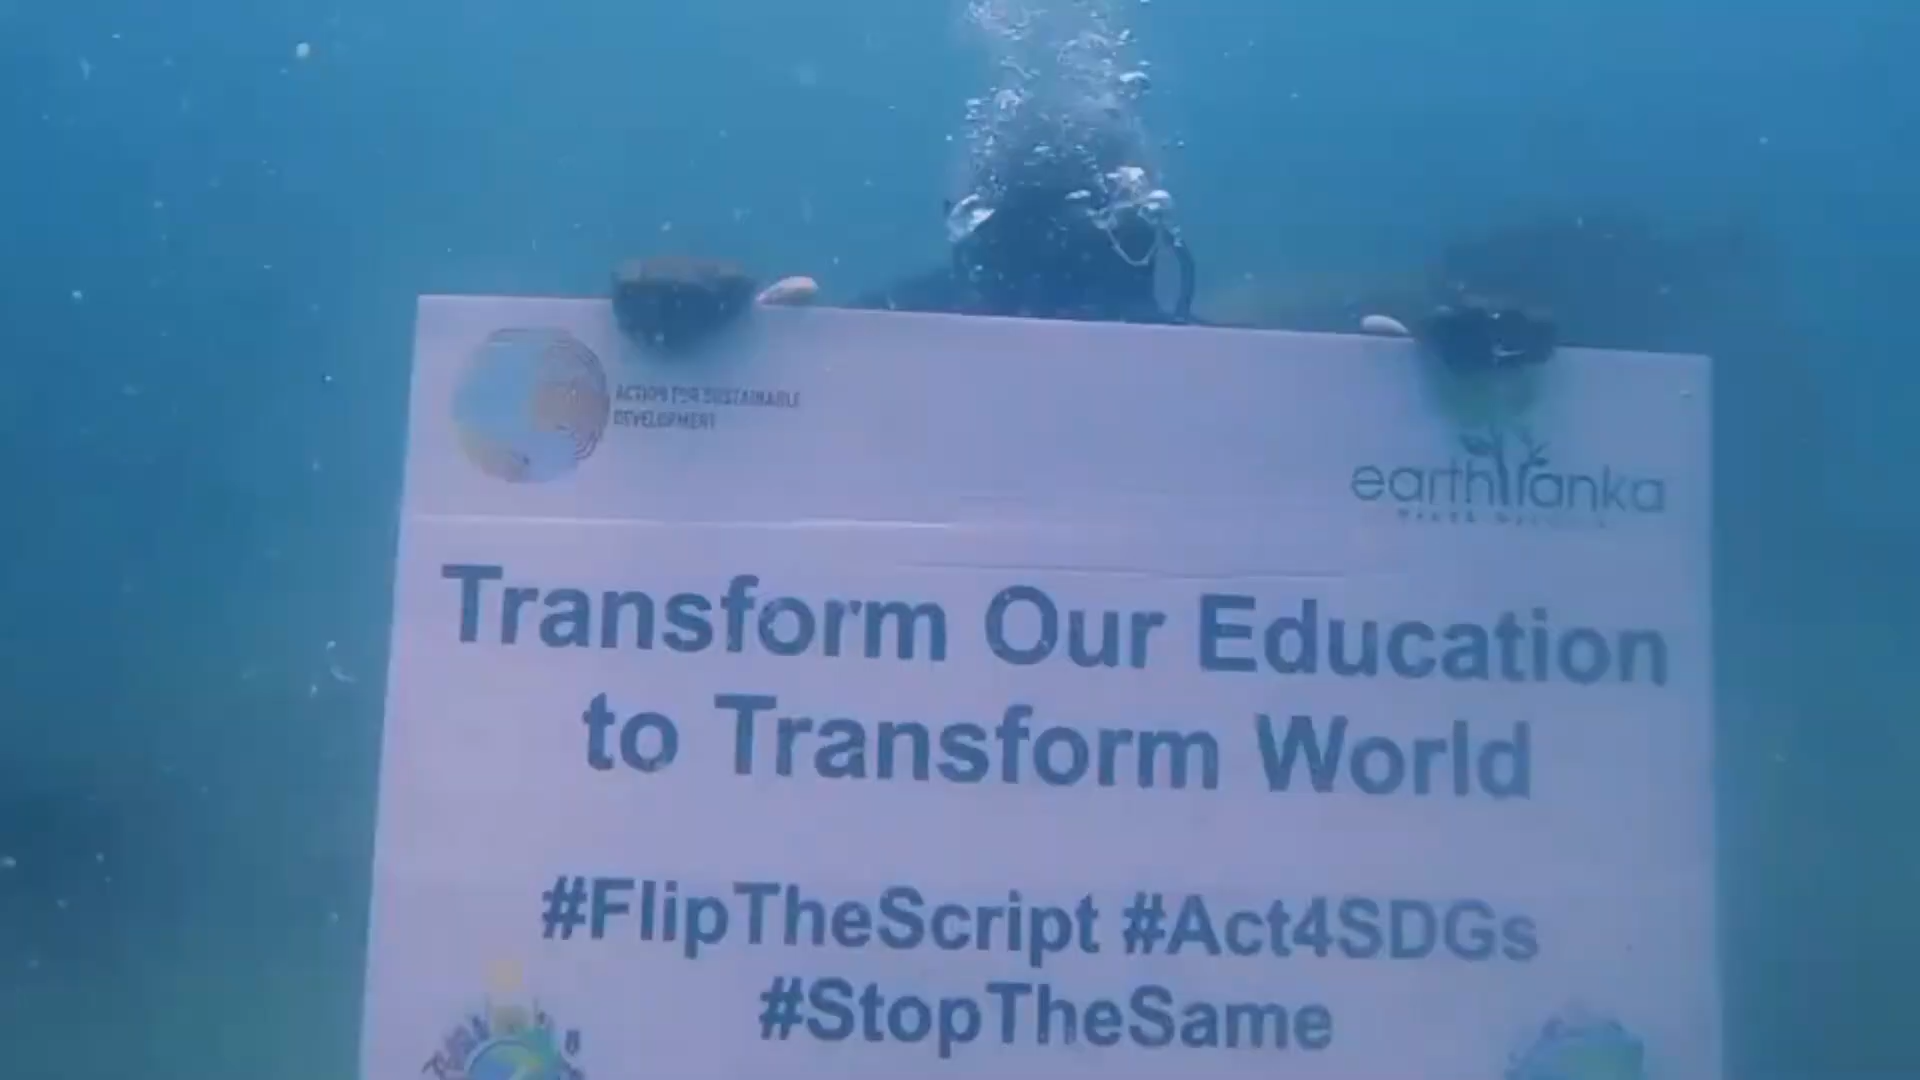 ACTION FOR SUSTAINABLE
DEVELOPMENT
earthlanka
Transform Our Education
to Transform World
#FlipTheScript #Act4SDGs
#StopTheSame